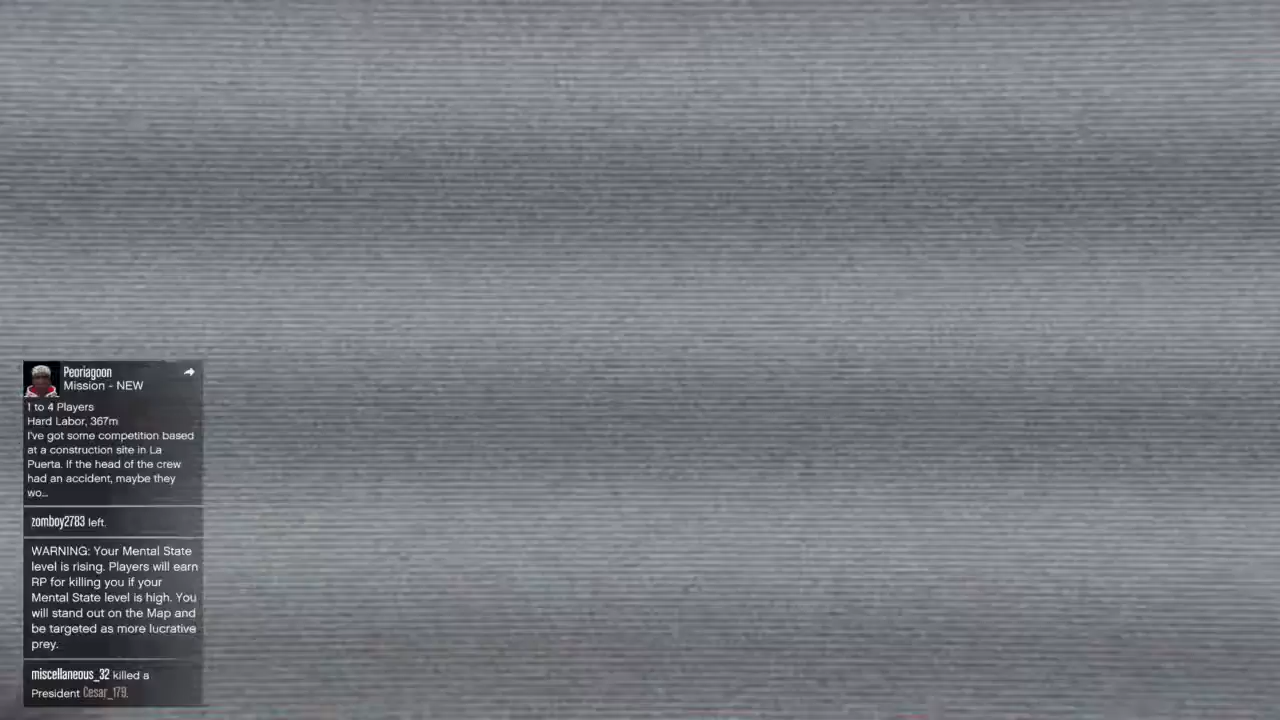 Peoriagoon
Mission - NEW
1 to 4 Players
Hard Labor, 367m
I've got some competition based
at a construction site in La
Puerta. If the head of the crew
had an accident, maybe they
wo...
zomboy2783 left.
WARNING: Your Mental State
level is rising. Players will earn
RP for killing you if your
Mental State level is high. You
will stand out on the Map and
be targeted as more lucrative
prey.
miscellaneous_32 killed a
President Cesar_179.